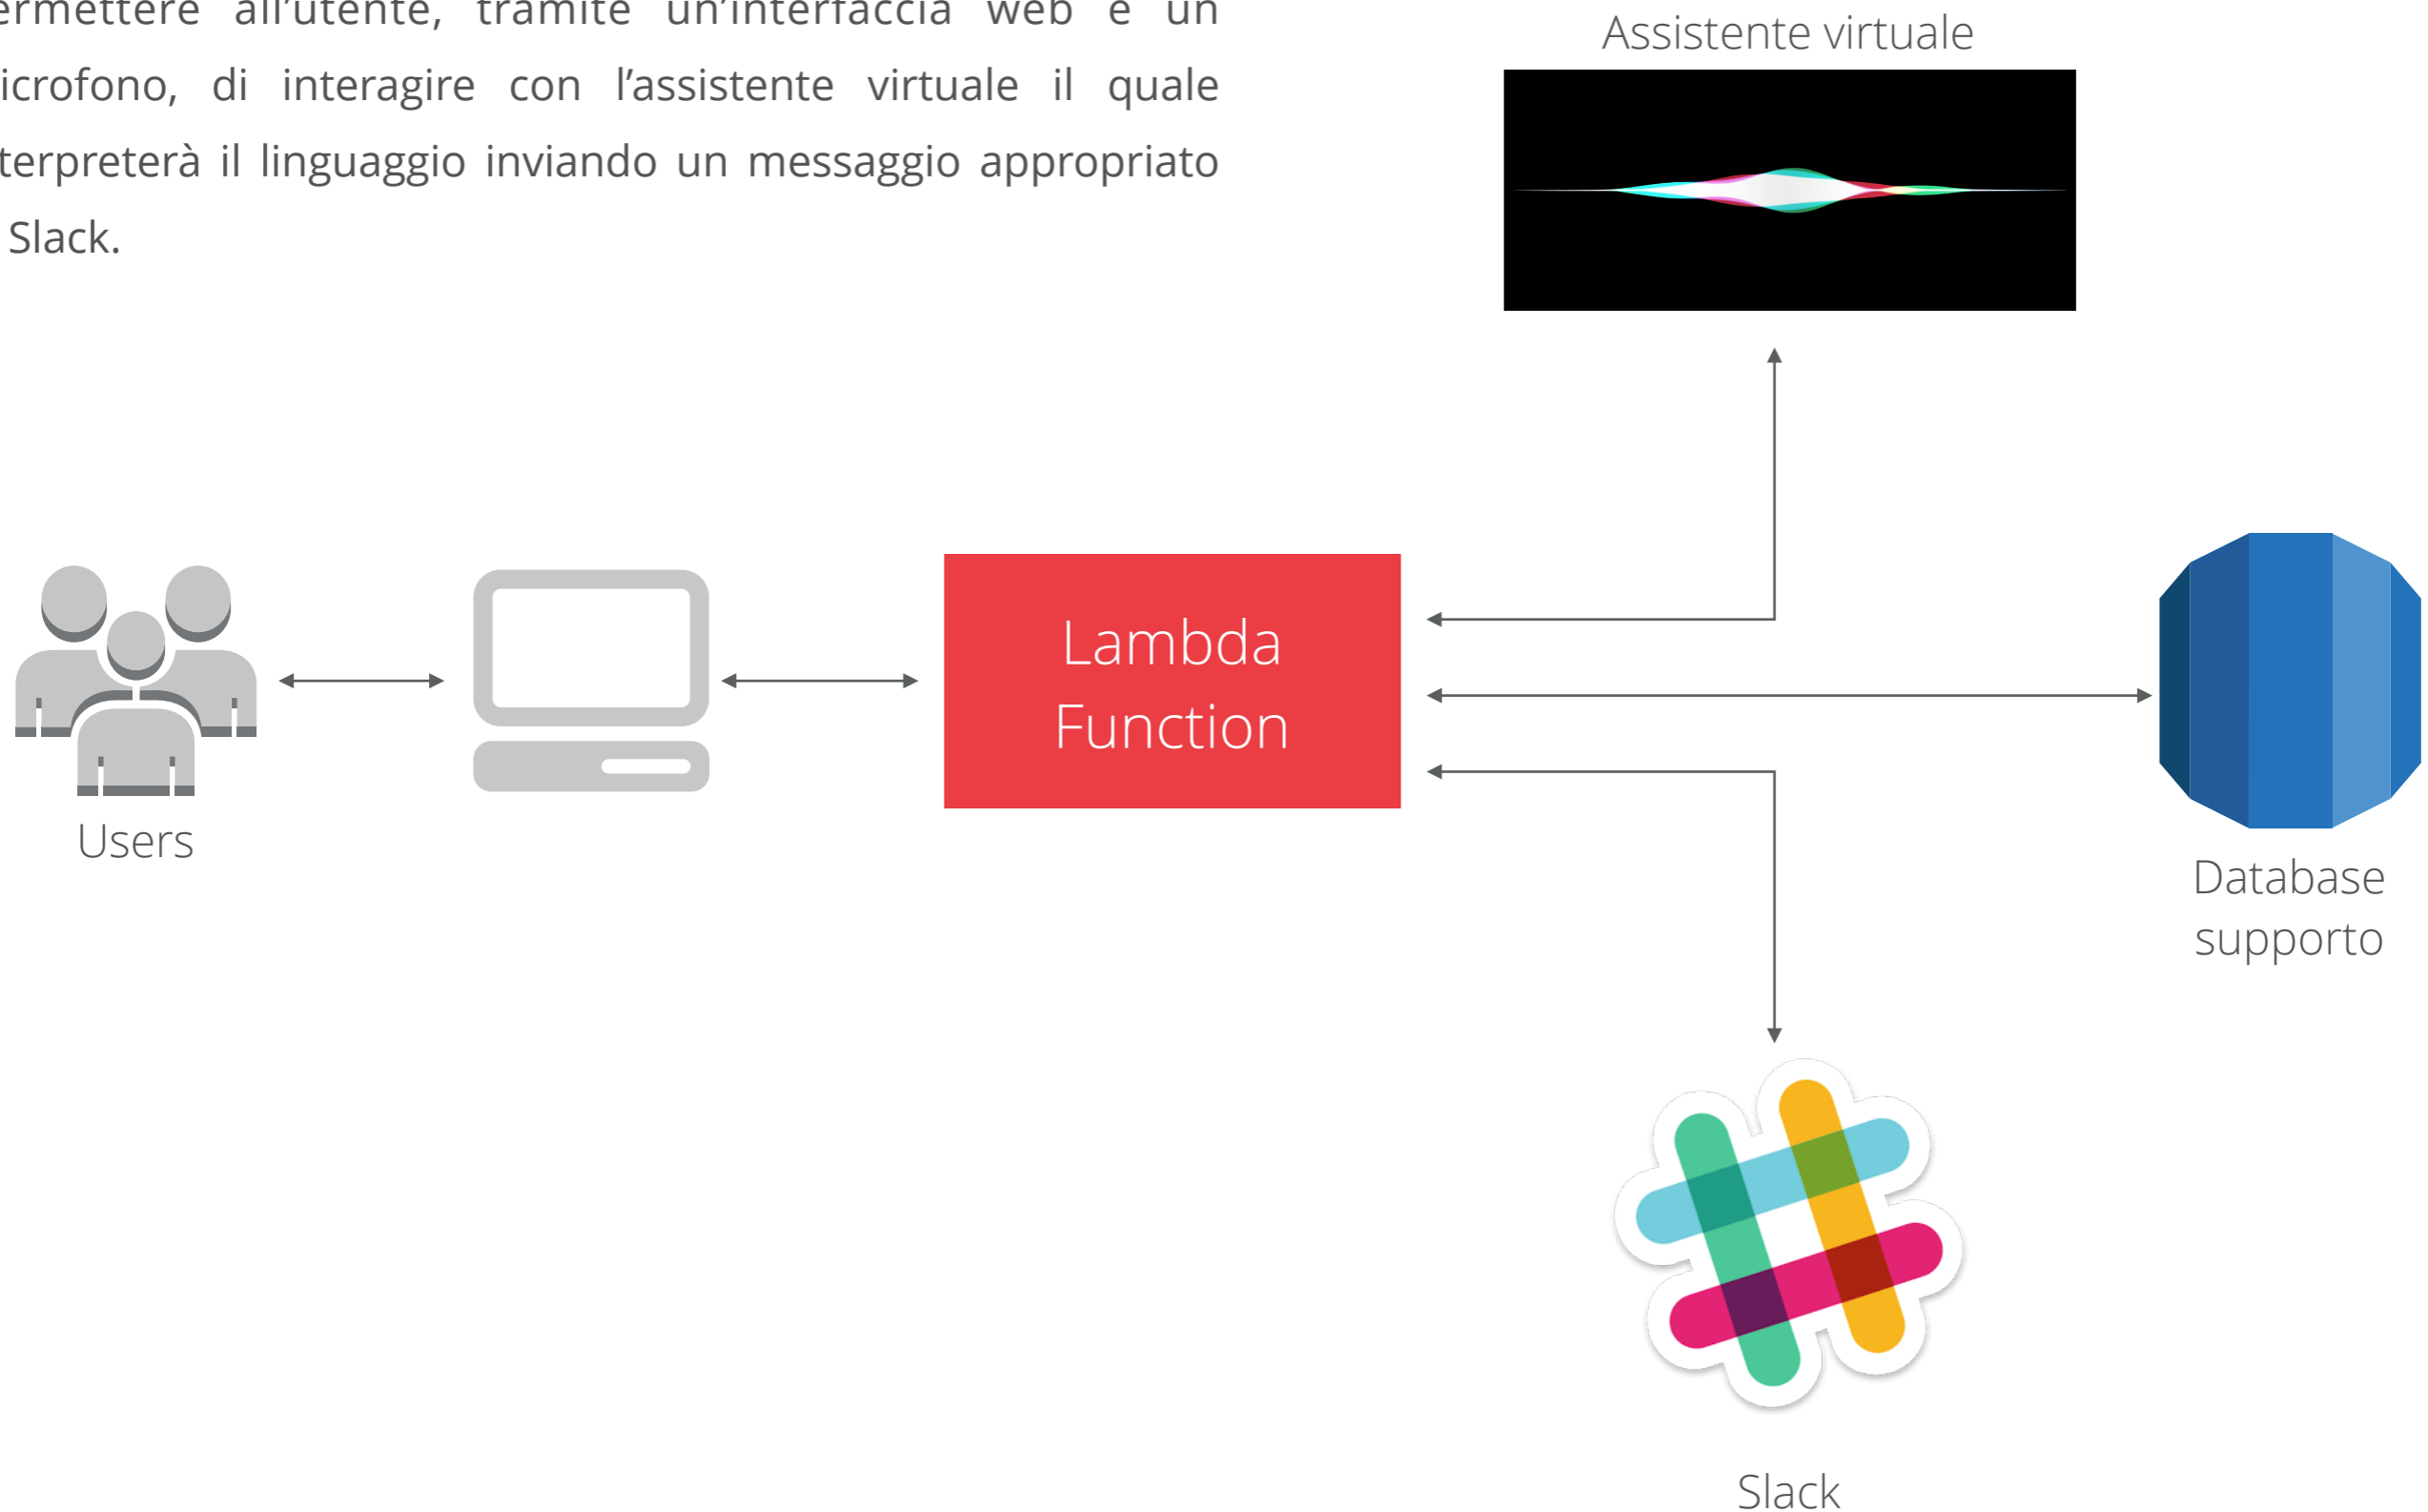 ermettere all’utente, tramite un’interfaccia web e un
icrofono, di interagire con l’assistente virtuale il quale
terpreterà il linguaggio inviando un messaggio appropriato
Slack.
Assistente virtuale
Lambda
Function
Users
Database
supporto
Slack